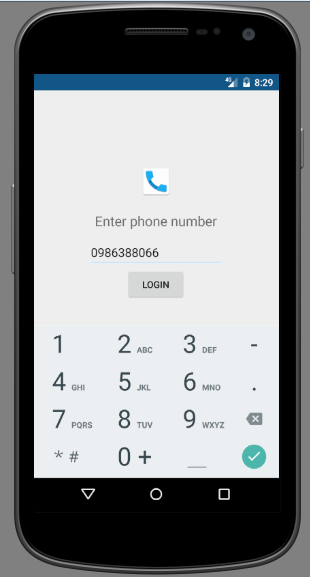 4G 8:29
Enter phone number
0986388066
LOGIN
1 2 ABC 3 DEF -
4 GHI 5 JKL 6 MNO .
7 PQRS 8 TUV 9 WXYZ
* # 0 +